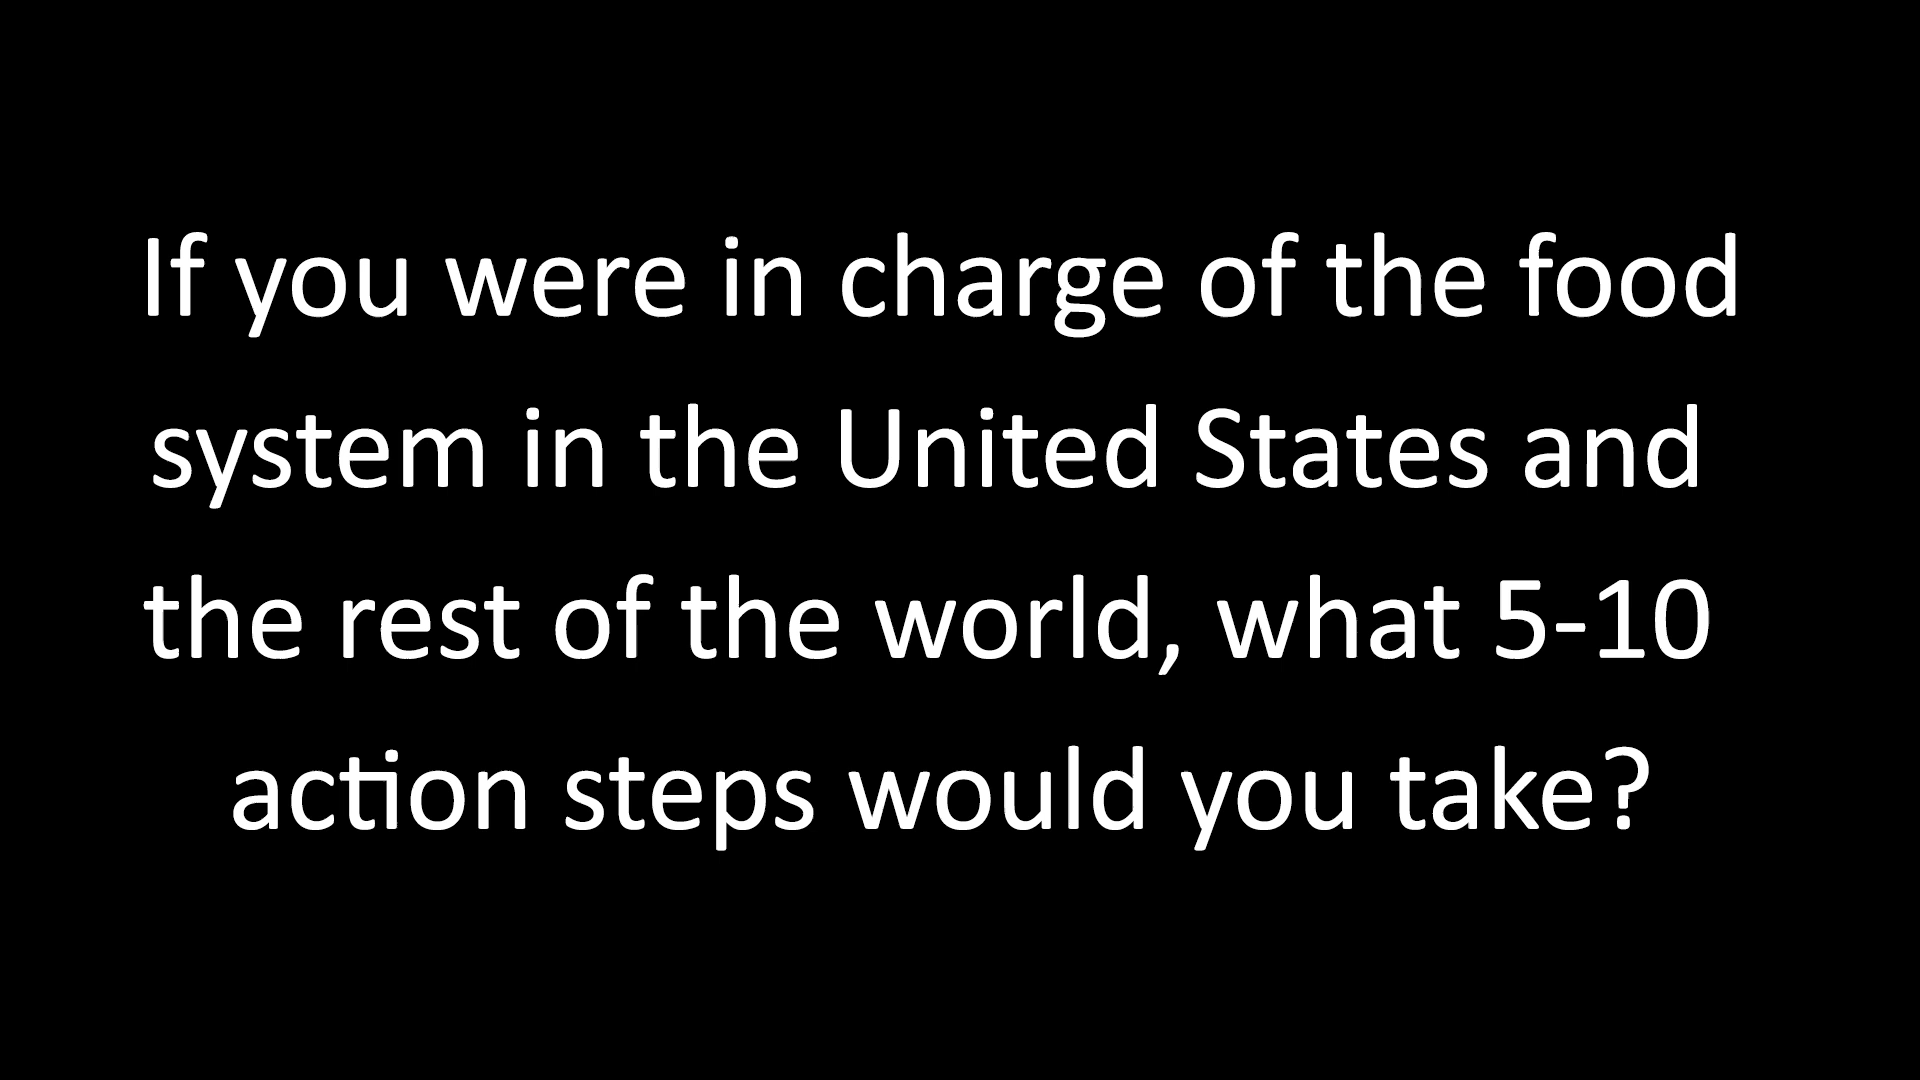 If you were in charge of the food
system in the United States and
the rest of the world, what 5-10
action steps would you take?